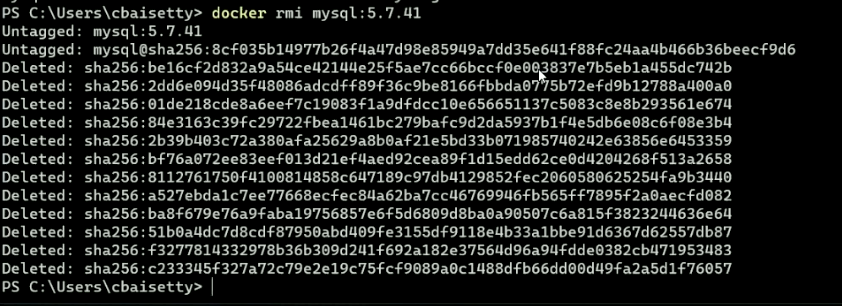 PS C:\Users\cbaisetty> docker rmi mysql:5.7.41
Untagged: mysql:5.7.41
Untagged: mysql@sha256:8cf035b14977b26f4a47d98e85949a7dd35e641f88fc24aa4b466b36beecf9d6
Deleted: sha256:be16cf2d832a9a54ce42144e25f5ae7cc66bccf0e003837e7b5eb1a455dc742b
Deleted: sha256:2dd6e094d35f48086adcdff89f36c9be8166fbbda0775b72efd9b12788a400a0
Deleted: sha256:01de218cde8a6eef7c19083f1a9dfdcc10e656651137c5083c8e8b293561e674
Deleted: sha256:84e3163c39fc29722fbea1461bc279bafc9d2da5937b1f4e5db6e08c6f08e3b4
Deleted: sha256:2b39b403c72a380afa25629a8b0af21e5bd33b071985740242e63856e6453359
Deleted: sha256:bf76a072ee83eef013d21ef4aed92cea89f1d15edd62ce0d4204268f513a2658
Deleted: sha256:8112761750f4100814858c647189c97db4129852fec2060580625254fa9b3440
Deleted: sha256:a527ebda1c7ee77668ecfec84a62ba7cc46769946fb565ff7895f2a0aecfd082
Deleted: sha256:ba8f679e76a9faba19756857e6f5d6809d8ba0a90507c6a815f3823244636e64
Deleted: sha256:51b0a4dc7d8cdf87950abd409fe3155df9118e4b33a1bbe91d6367d62557db87
Deleted: sha256:f3277814332978b36b309d241f692a182e37564d96a94fdde0382cb471953483
Deleted: sha256:c233345f327a72c79e2e19c75fcf9089a0c1488dfb66dd00d49fa2a5d1f76057
PS C:\Users\cbaisetty>